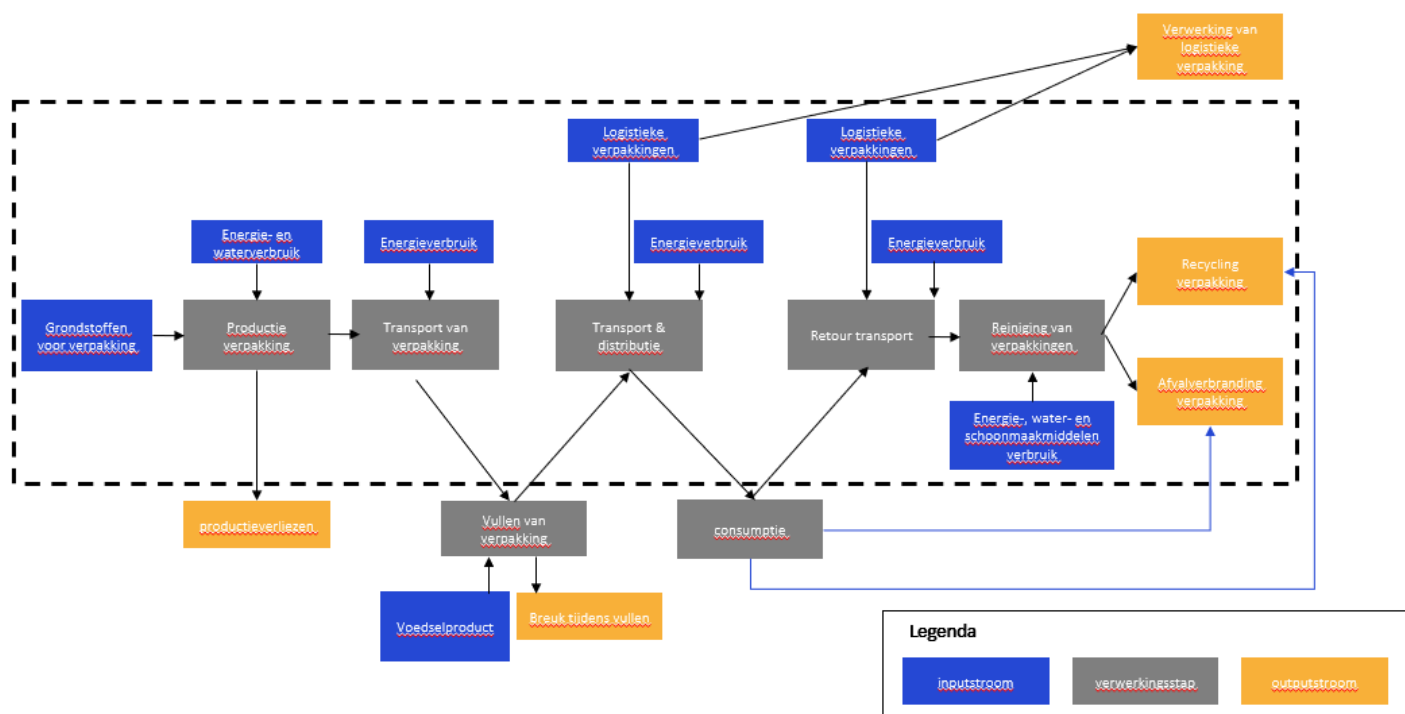 Verwerking van
logistieke
verpakking
Logistieke
verpakkingen
Logistieke
verpakkingen
Energie- en
waterverbruik
Energieverbruik
Energieverbruik
Energieverbruik
Recycling
verpakking
Grondstoffen
voor verpakking
Productie
verpakking
Transport van
verpakking
Transport &
distributie
Retour transport
Reiniging van
verpakkingen
Afvalverbranding
verpakking
Energie-, water- en
schoonmaakmiddelen
verbruik
productieverliezen
Vullen van
verpakking
consumptie
Voedselproduct
Breuk tijdens vullen
Legenda
inputstroom
verwerkingsstap
outputstroom